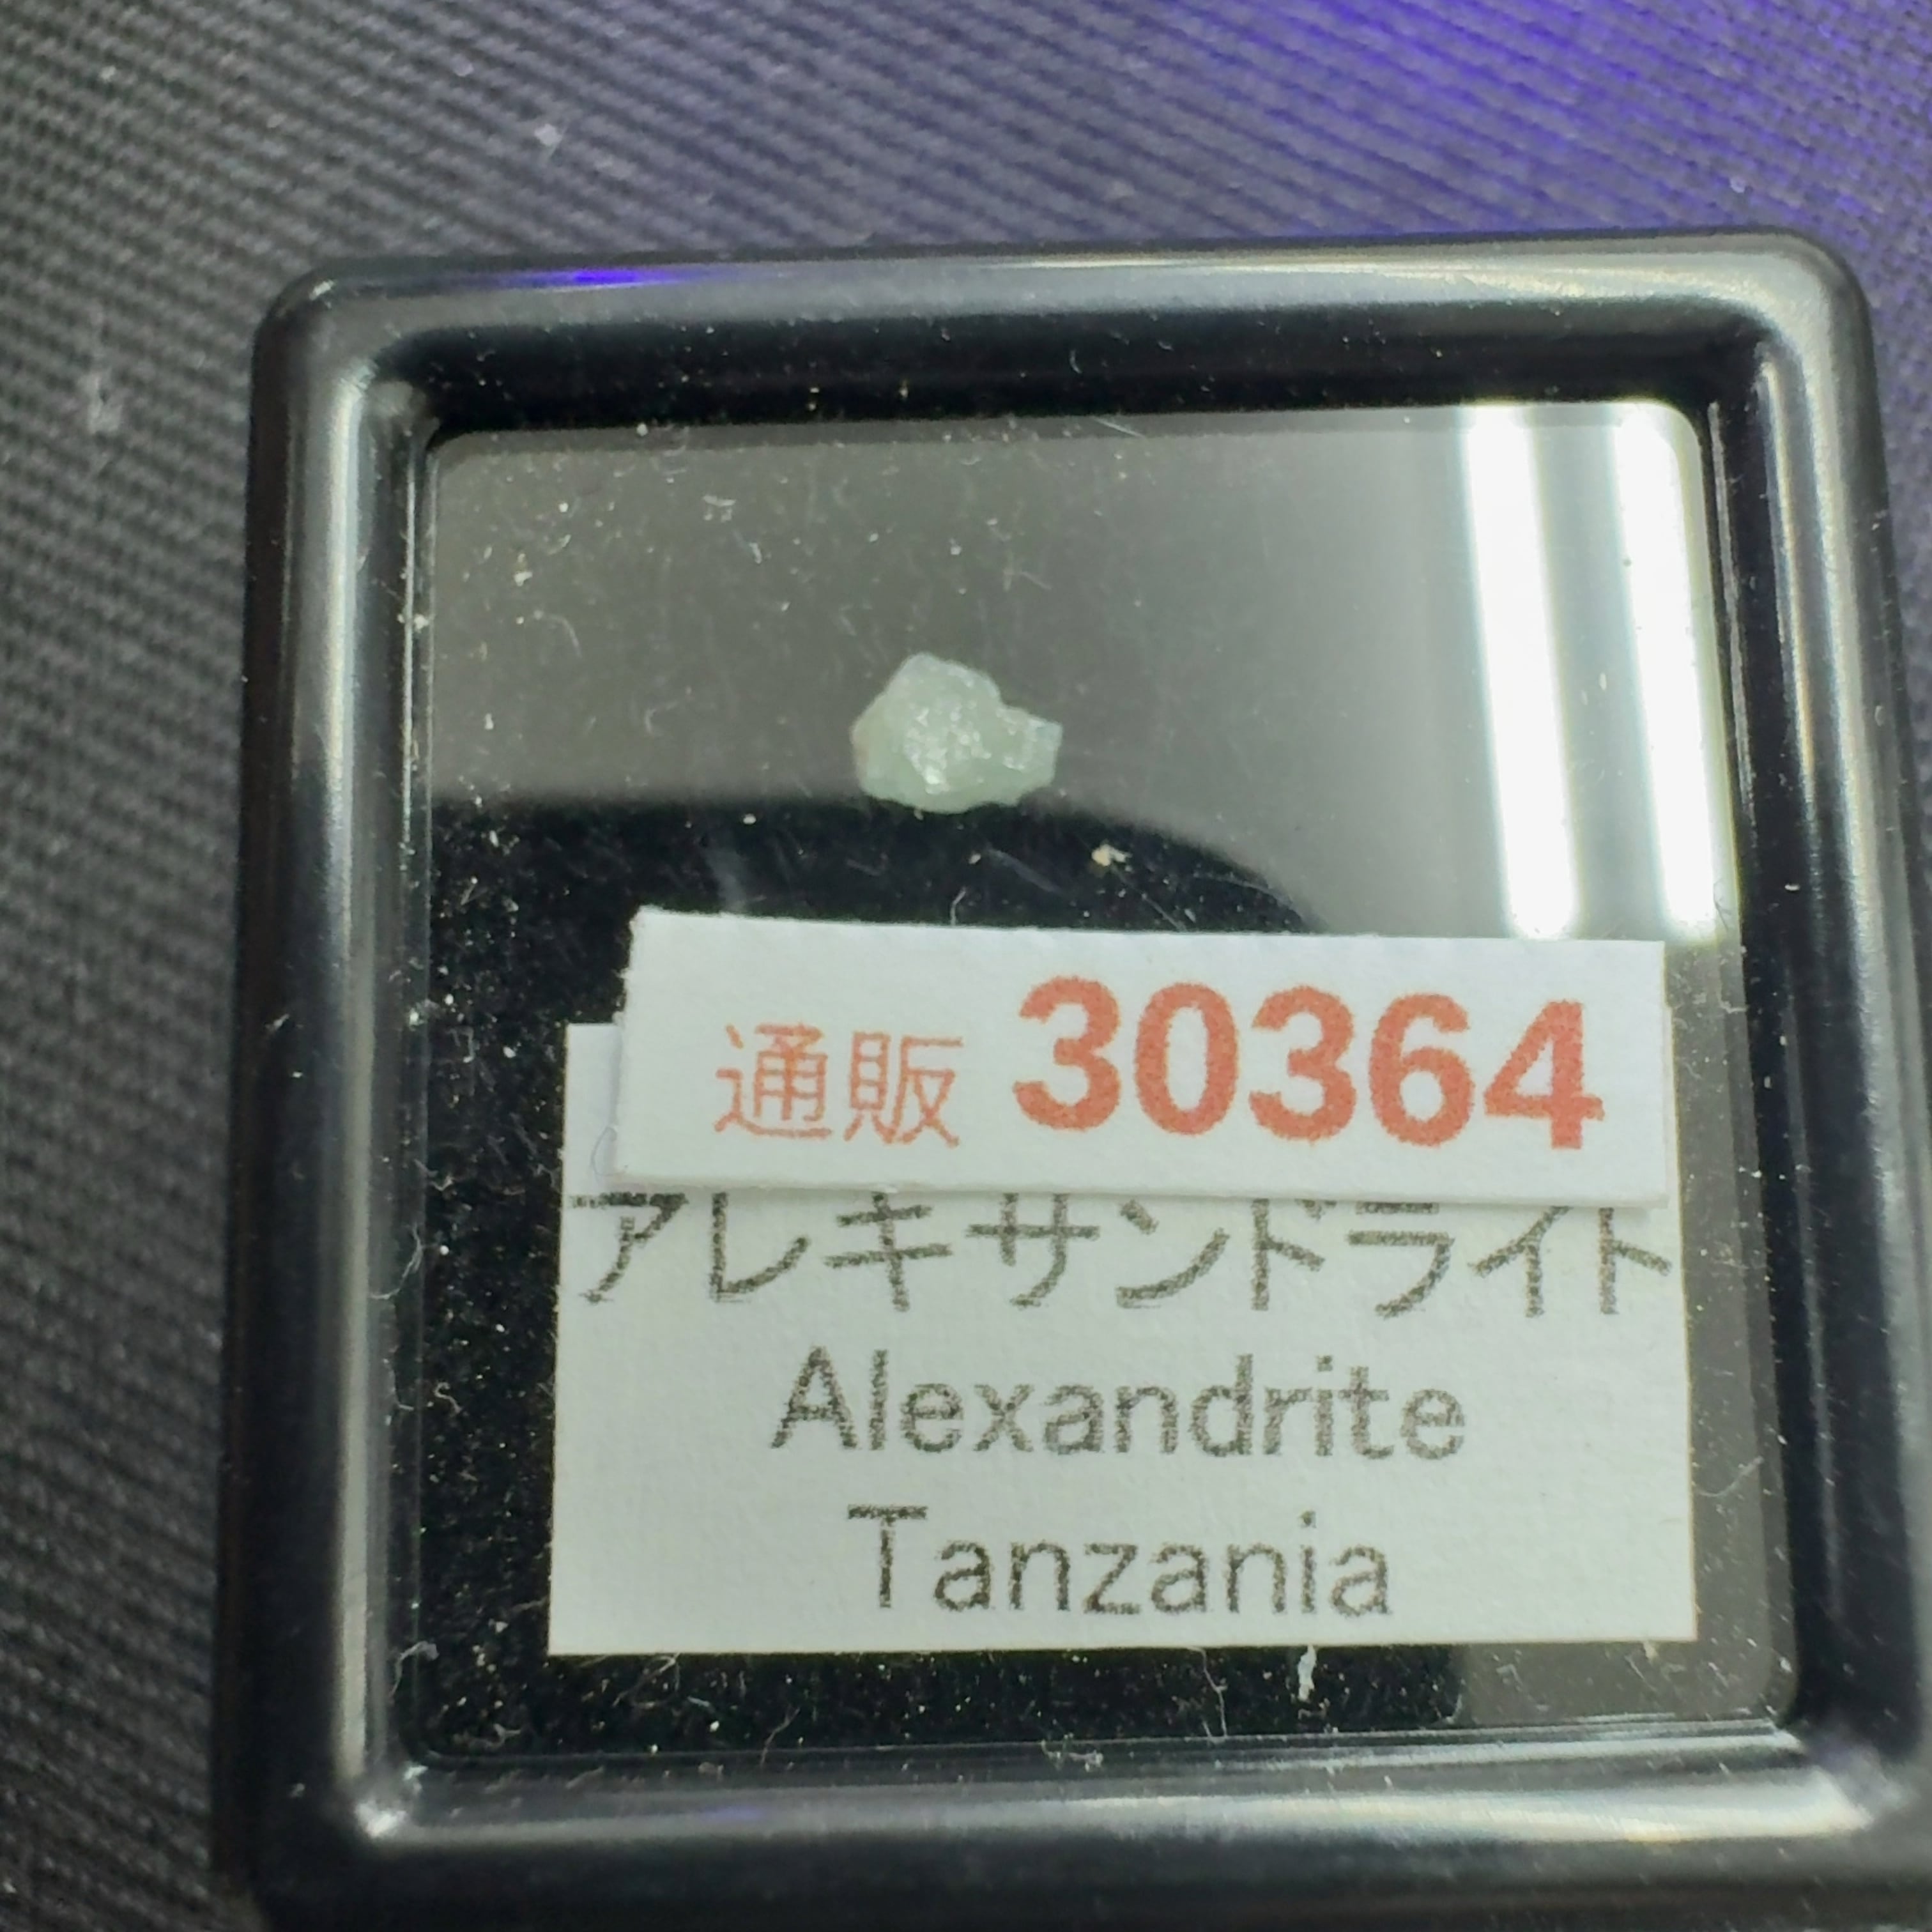 通販 30364
アレキサンドライト
Alexandrite
Tanzania